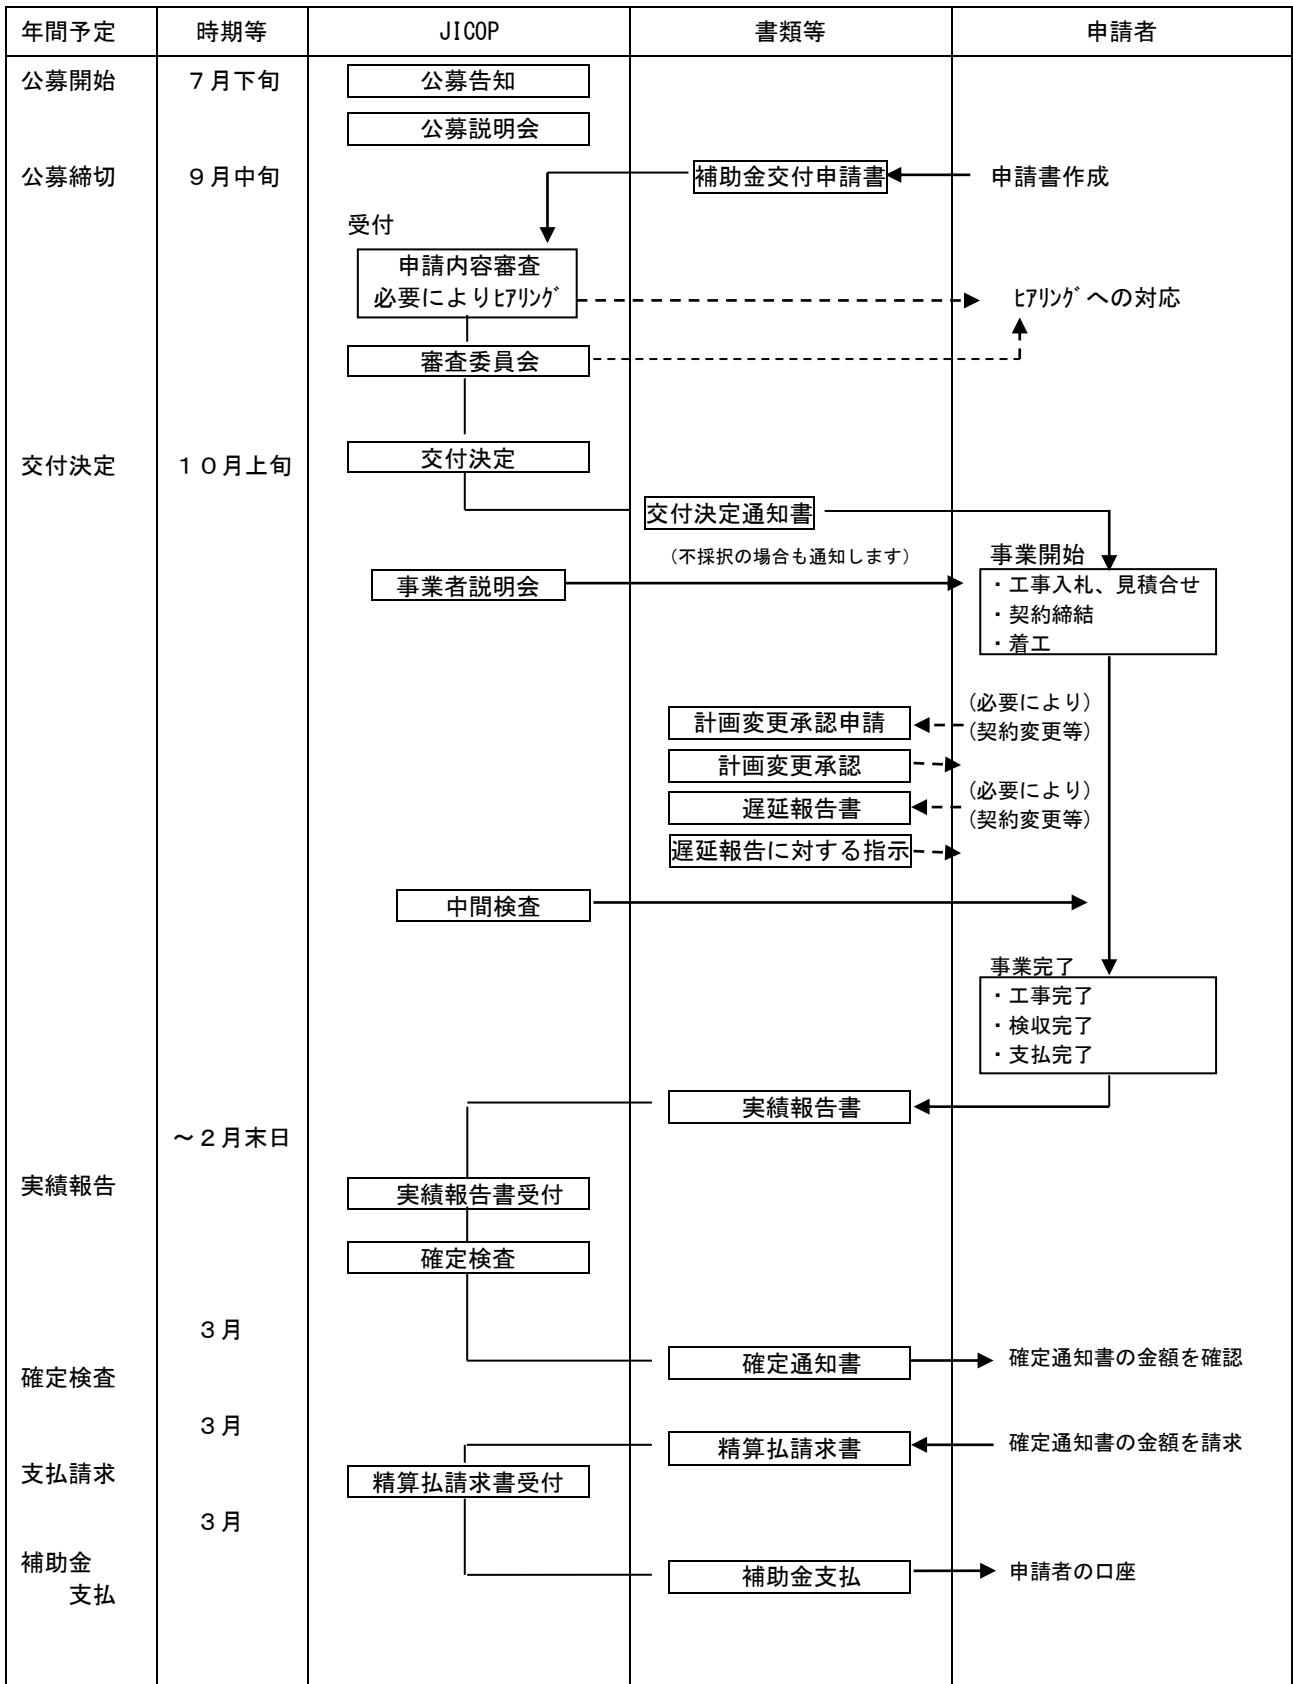 年間予定
時期等
JICOP
書類等
申請者
公募開始
７月下旬
公募告知
公募説明会
公募締切
９月中旬
補助金交付申請書
申請書作成
受付
申請内容審査
必要によりﾋｱﾘﾝｸﾞ
ﾋｱﾘﾝｸﾞへの対応
審査委員会
交付決定
１０月上旬
交付決定
交付決定通知書
（不採択の場合も通知します）
事業開始
事業者説明会
・工事入札、見積合せ
・契約締結
・着工
(必要により)
計画変更承認申請
(契約変更等)
計画変更承認
(必要により)
遅延報告書
(契約変更等)
遅延報告に対する指示
中間検査
事業完了
・工事完了
・検収完了
・支払完了
実績報告書
～２月末日
実績報告
実績報告書受付
確定検査
３月
確定通知書
確定通知書の金額を確認
確定検査
３月
精算払請求書
確定通知書の金額を請求
支払請求
精算払請求書受付
３月
補助金
支払
補助金支払
申請者の口座